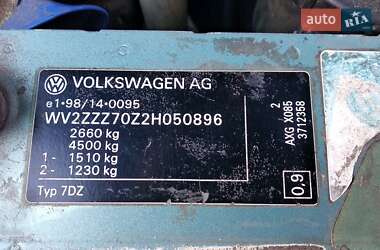 auto RIA
VOLKSWAGEN AG
e1*98/14*0095
WV2ZZZ70Z2H050896
2660 kg
4500 kg
1 - 1510 kg
2 - 1230 kg
Typ 7DZ
2
AXG X085
3712358
0,9